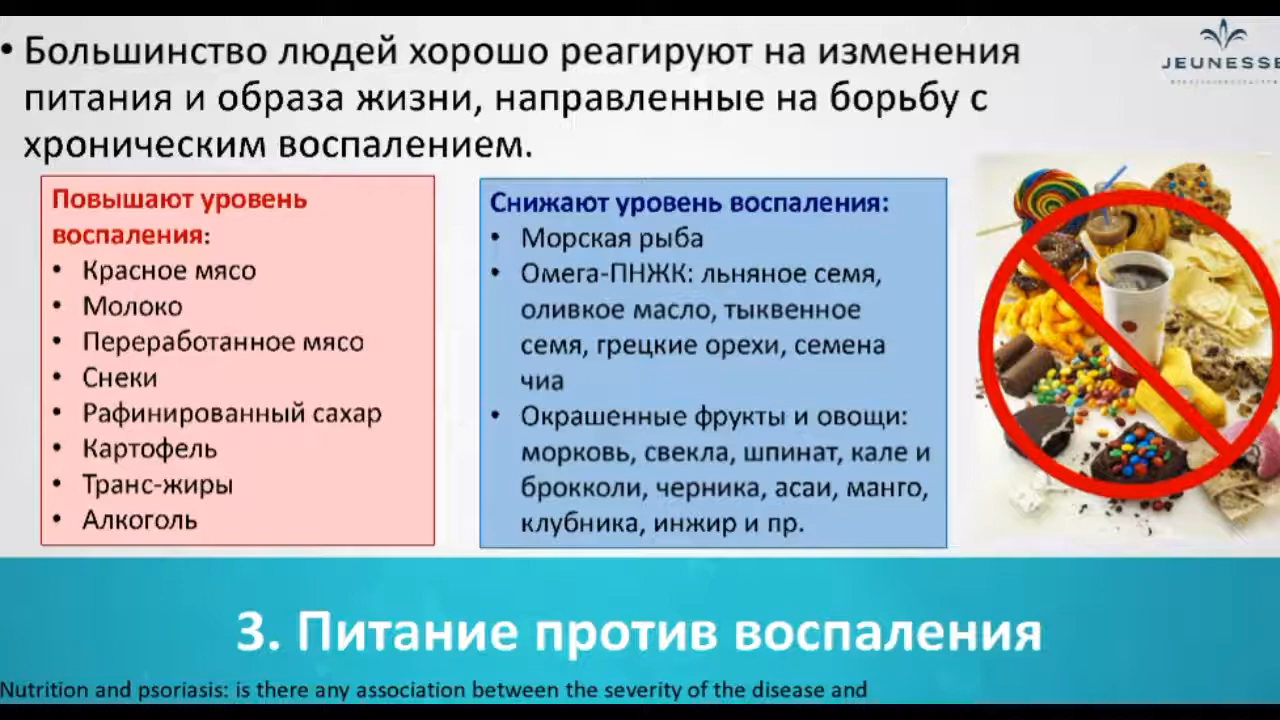 • Большинство людей хорошо реагируют на изменения
питания и образа жизни, направленные на борьбу с
хроническим воспалением.
JEUNESSE
Повышают уровень
воспаления:
• Красное мясо
• Молоко
• Переработанное мясо
• Снеки
• Рафинированный сахар
• Картофель
• Транс-жиры
• Алкоголь
Снижают уровень воспаления:
• Морская рыба
• Омега-ПНЖК: льняное семя,
оливкое масло, тыквенное
семя, грецкие орехи, семена
чиа
• Окрашенные фрукты и овощи:
морковь, свекла, шпинат, кале и
брокколи, черника, асаи, манго,
клубника, инжир и пр.
3. Питание против воспаления
Nutrition and psoriasis: is there any association between the severity of the disease and